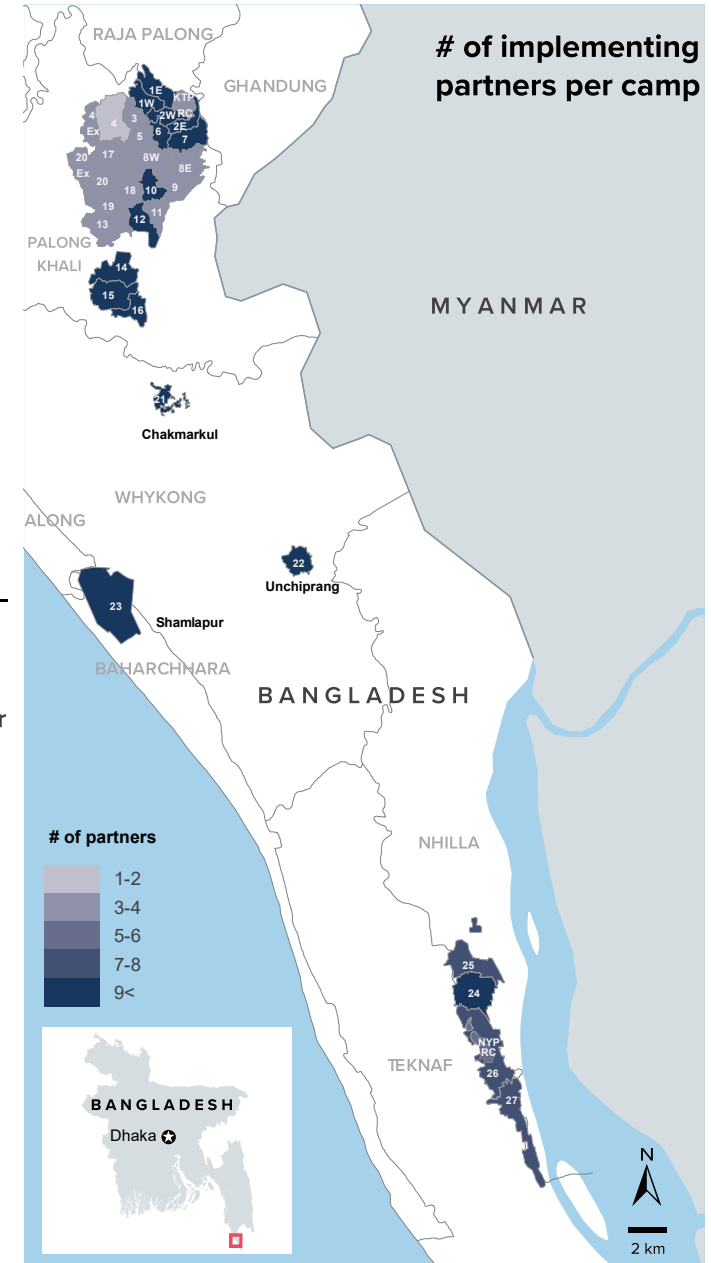 # of implementing
partners per camp
RAJA PALONG
GHANDUNG
1E
1W
KTP
RC
2W
2E
4
Ex
4
3
6
7
5
17
8W
20
Ex
8E
20
18
10
9
19
11
12
13
PALONG
KHALI
14
15
16
MYANMAR
21
Chakmarkul
WHYKONG
ALONG
22
Unchiprang
23
Shamlapur
BAHARCHHARA
BANGLADESH
r
# of partners
1-2
3-4
5-6
7-8
9<
NHILLA
25
24
NYP
RC
TEKNAF
26
27
BANGLADESH
Dhaka
N
2 km